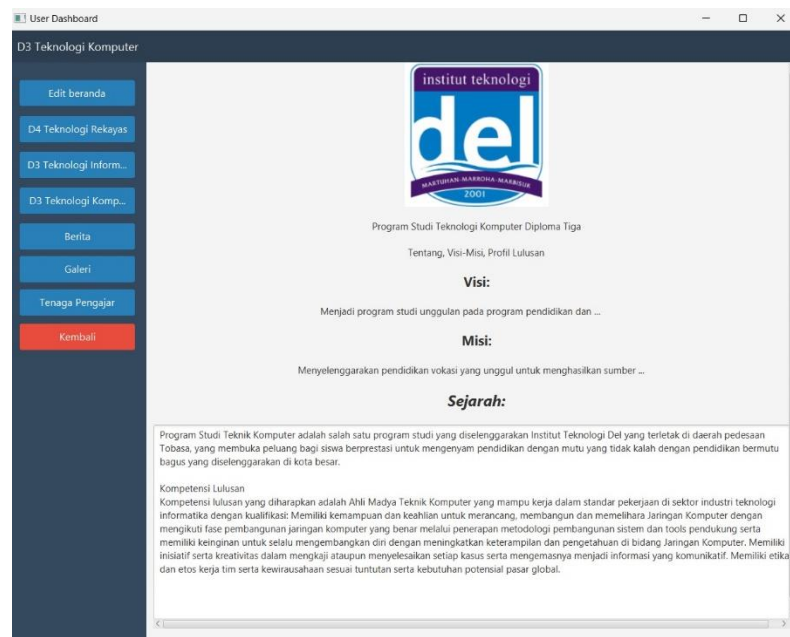 User Dashboard
D3 Teknologi Komputer
Edit beranda
D4 Teknologi Rekayas
D3 Teknologi Inform...
D3 Teknologi Komp...
Berita
Galeri
Tenaga Pengajar
Kembali
institut teknologi
del
MARTUHAN-MARROHA-MARBISUK
2001
Program Studi Teknologi Komputer Diploma Tiga
Tentang, Visi-Misi, Profil Lulusan
Visi:
Menjadi program studi unggulan pada program pendidikan dan ...
Misi:
Menyelenggarakan pendidikan vokasi yang unggul untuk menghasilkan sumber ...
Sejarah:
Program Studi Teknik Komputer adalah salah satu program studi yang diselenggarakan Institut Teknologi Del yang terletak di daerah pedesaan
Tobasa, yang membuka peluang bagi siswa berprestasi untuk mengenyam pendidikan dengan mutu yang tidak kalah dengan pendidikan bermutu
bagus yang diselenggarakan di kota besar.
Kompetensi Lulusan
Kompetensi lulusan yang diharapkan adalah Ahli Madya Teknik Komputer yang mampu kerja dalam standar pekerjaan di sektor industri teknologi
informatika dengan kualifikasi: Memiliki kemampuan dan keahlian untuk merancang, membangun dan memelihara Jaringan Komputer dengan
mengikuti fase pembangunan jaringan komputer yang benar melalui penerapan metodologi pembangunan sistem dan tools pendukung serta
memiliki keinginan untuk selalu mengembangkan diri dengan meningkatkan keterampilan dan pengetahuan di bidang Jaringan Komputer. Memiliki
inisiatif serta kreativitas dalam mengkaji ataupun menyelesaikan setiap kasus serta mengemasnya menjadi informasi yang komunikatif. Memiliki etika
dan etos kerja tim serta kewirausahaan sesuai tuntutan serta kebutuhan potensial pasar global.